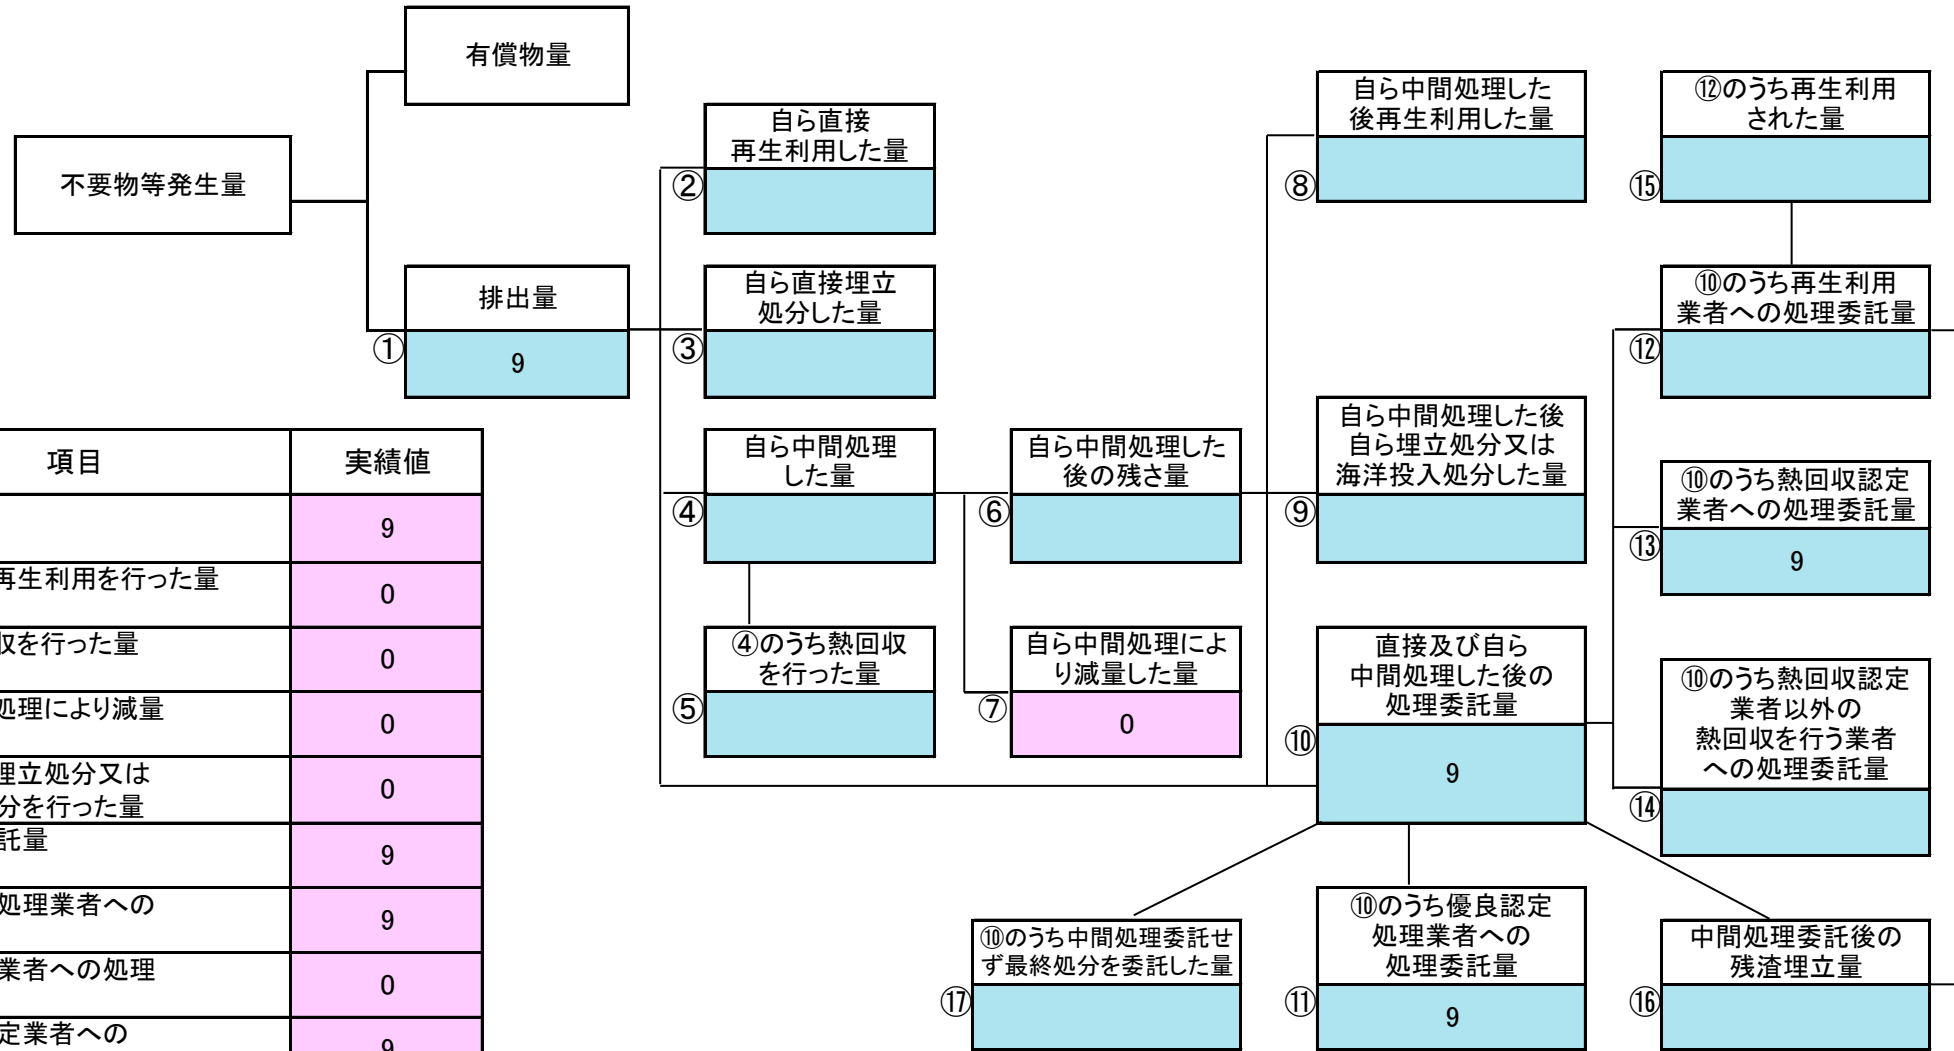 有償物量
不要物等発生量
排出量
①
9
自ら直接
再生利用した量
②
自ら直接埋立
処分した量
③
自ら中間処理
した量
④
④のうち熱回収
を行った量
⑤
自ら中間処理した
後の残さ量
⑥
自ら中間処理によ
り減量した量
⑦
0
自ら中間処理した
後再生利用した量
⑧
自ら中間処理した後
自ら埋立処分又は
海洋投入処分した量
⑨
直接及び自ら
中間処理した後の
処理委託量
⑩
9
⑩のうち優良認定
処理業者への
処理委託量
⑪
9
⑩のうち中間処理委託せ
ず最終処分を委託した量
⑰
⑫のうち再生利用
された量
⑮
⑩のうち再生利用
業者への処理委託量
⑫
⑩のうち熱回収認定
業者への処理委託量
⑬
9
⑩のうち熱回収認定
業者以外の
熱回収を行う業者
への処理委託量
⑭
中間処理委託後の
残渣埋立量
⑯
項目 実績値
9
再生利用を行った量
0
収を行った量
0
処理により減量
0
埋立処分又は
分を行った量
0
託量
9
処理業者への
9
業者への処理
0
定業者への
9